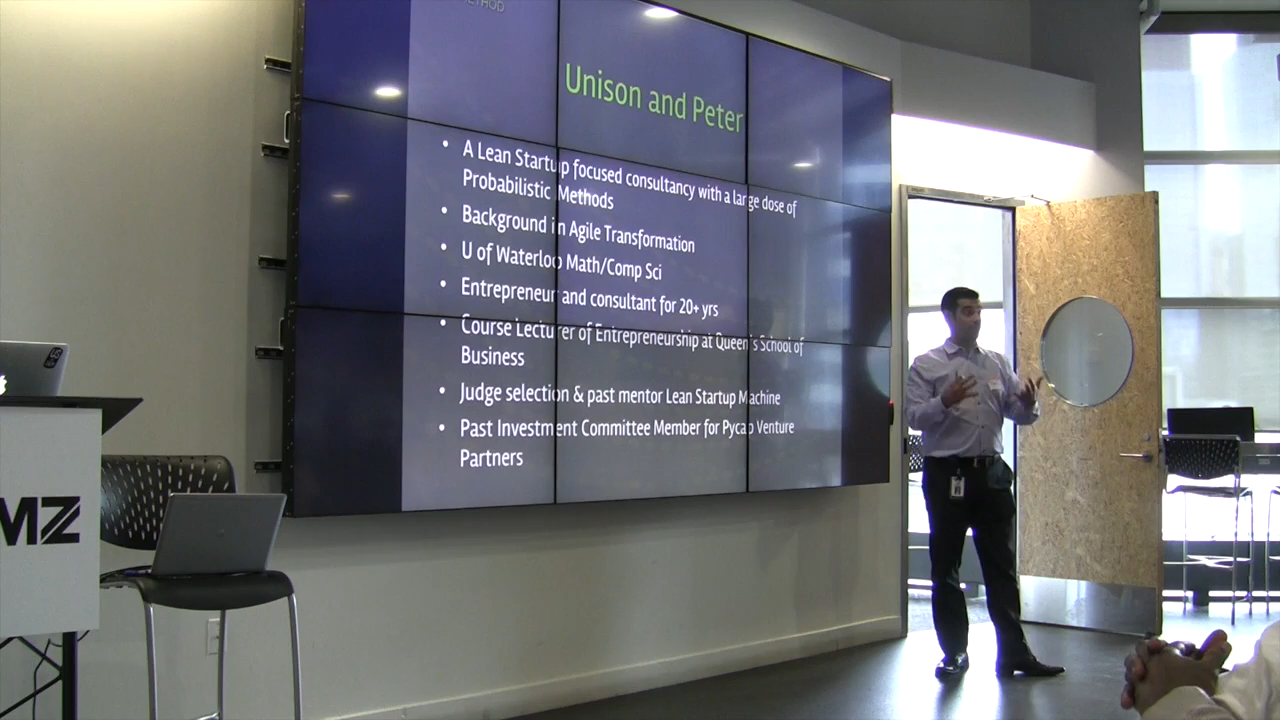 METHOD
Unison and Peter
• A Lean Startup focused consultancy with a large dose of
Probabilistic Methods
• Background in Agile Transformation
• U of Waterloo Math/Comp Sci
• Entrepreneur and consultant for 20+ yrs
• Course Lecturer of Entrepreneurship at Queen's School of
Business
• Judge selection & past mentor Lean Startup Machine
• Past Investment Committee Member for Pycap Venture
Partners
MZ